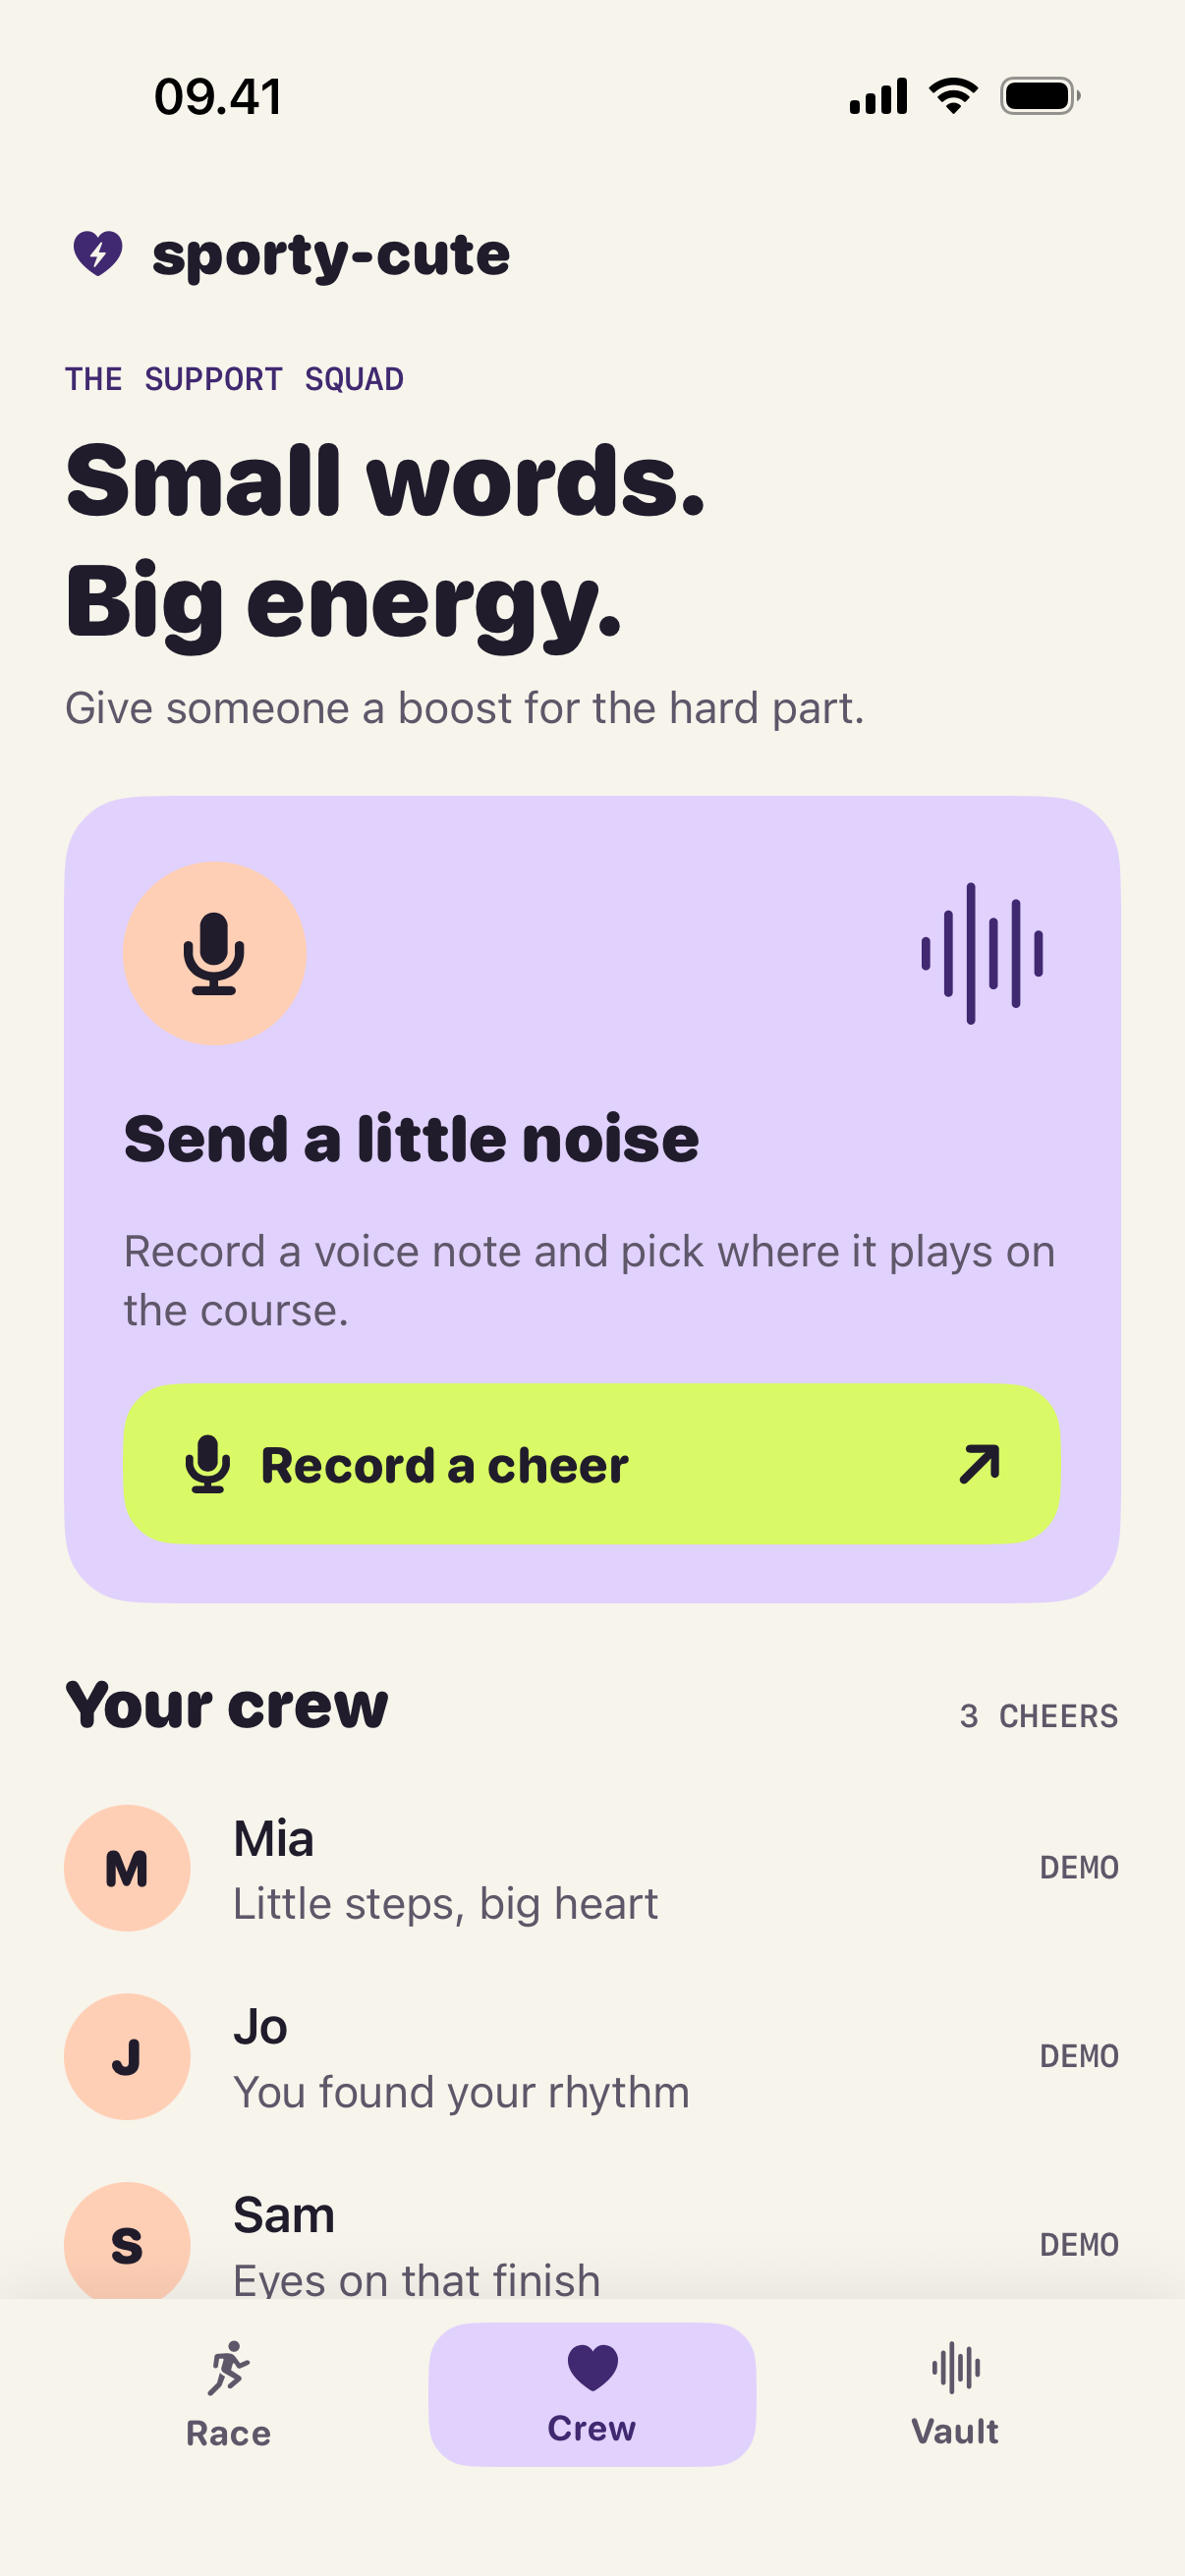 09.41
sporty-cute
THE SUPPORT SQUAD
Small words.
Big energy.
Give someone a boost for the hard part.
Send a little noise
Record a voice note and pick where it plays on
the course.
Record a cheer
Your crew
3 CHEERS
M
Mia
Little steps, big heart
DEMO
J
Jo
You found your rhythm
DEMO
S
Sam
Eyes on that finish
DEMO
Race
Crew
Vault